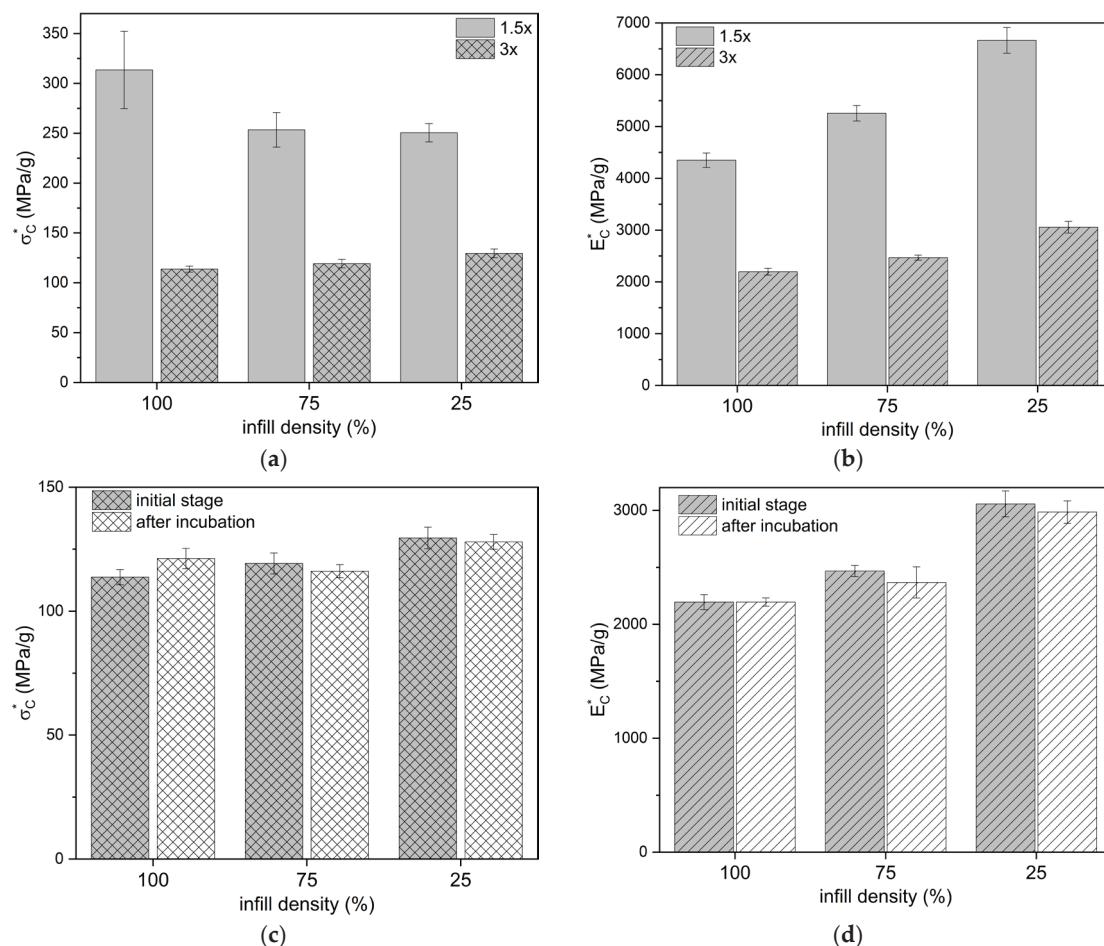 350
300
250
200
150
100
50
0
σ*C (MPa/g)
1.5x
3x
100 75 25
infill density (%)
(a)
7000
6000
5000
4000
3000
2000
1000
0
E*C (MPa/g)
1.5x
3x
100 75 25
infill density (%)
(b)
150
100
50
0
σ*C (MPa/g)
initial stage
after incubation
100 75 25
infill density (%)
(c)
3000
2000
1000
0
E*C (MPa/g)
initial stage
after incubation
100 75 25
infill density (%)
(d)